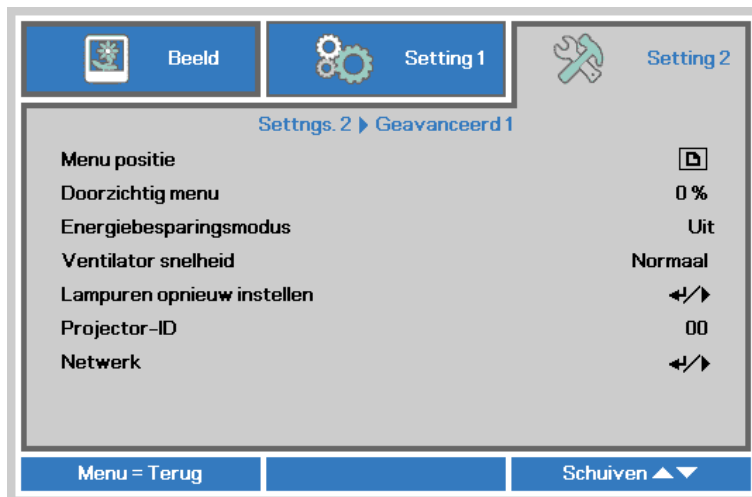 Beeld Setting 1 Setting 2
Settngs. 2 Geavanceerd 1
Menu positie
Doorzichtig menu 0 %
Energiebesparingsmodus Uit
Ventilator snelheid Normaal
Lampuren opnieuw instellen
Projector-ID 00
Netwerk
Menu = Terug Schuiven